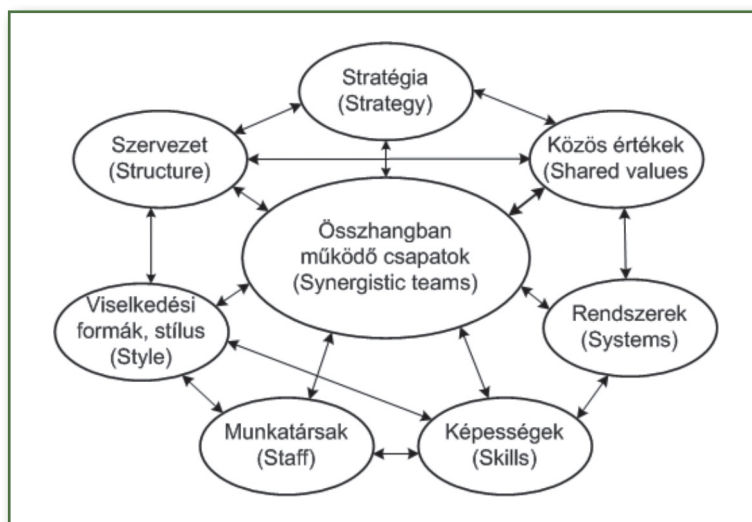 Stratégia
(Strategy)
Szervezet
(Structure)
Közös értékek
(Shared values
Összhangban
működő csapatok
(Synergistic teams)
Viselkedési
formák, stílus
(Style)
Rendszerek
(Systems)
Munkatársak
(Staff)
Képességek
(Skills)